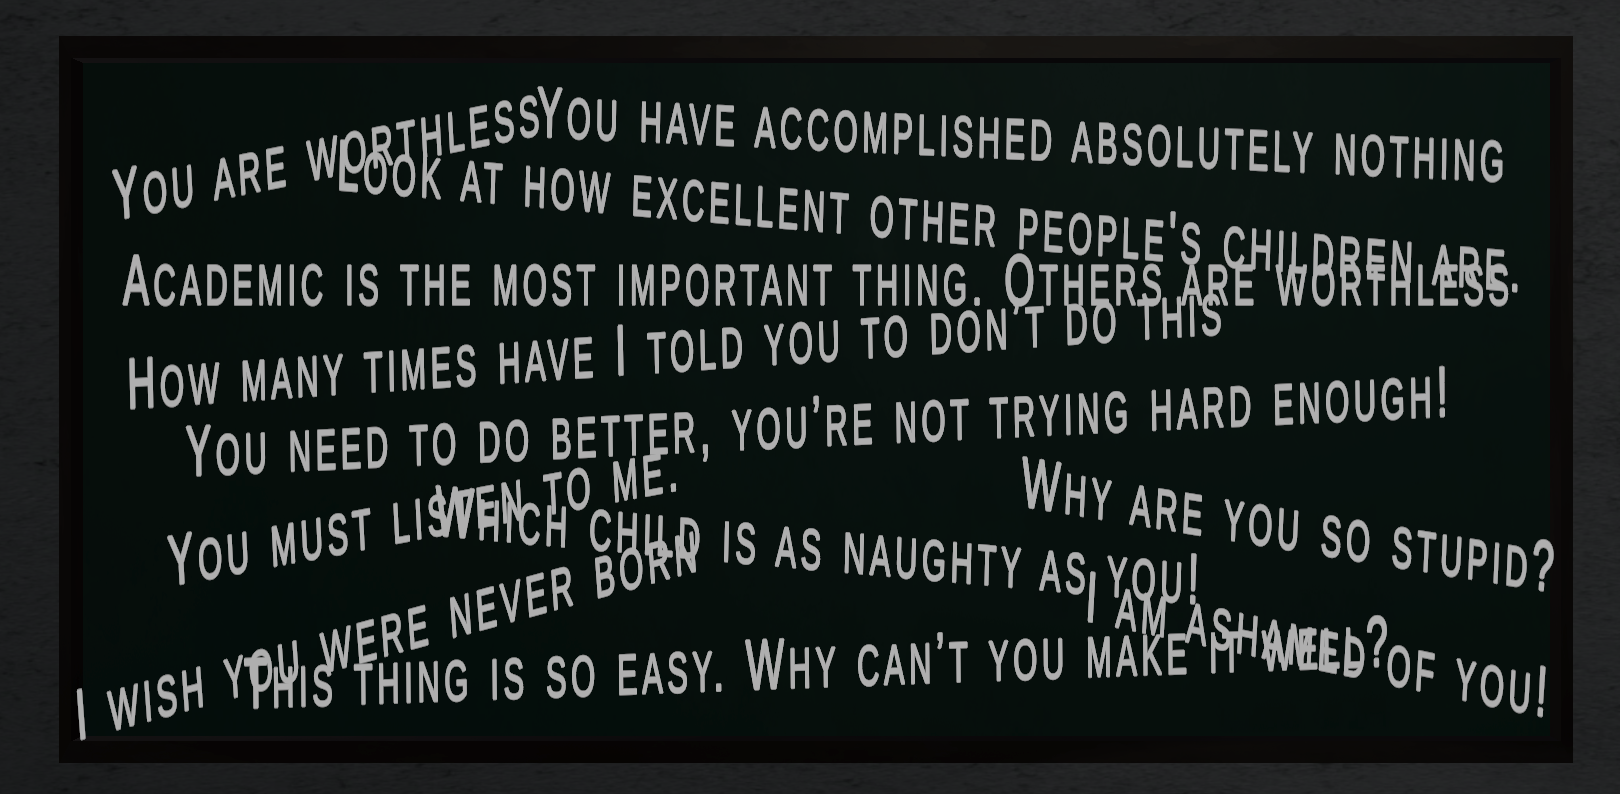 You are worthless
You have accomplished absolutely nothing
Look at how excellent other people's children are.
Academic is the most important thing. Others are worthless.
How many times have I told you to don't do this
You need to do better, you're not trying hard enough!
You must listen to me.
Why are you so stupid?
Which child is as naughty as you!
I wish you were never born
I am ashamed of you!
This thing is so easy. Why can't you make it well?